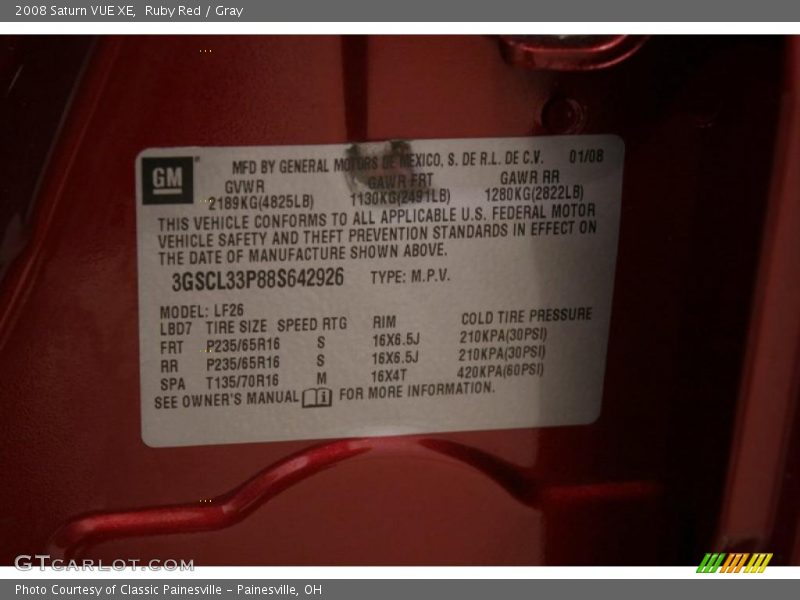 2008 Saturn VUE XE, Ruby Red / Gray
GM
MFD BY GENERAL MOTORS DE MEXICO, S. DE R.L. DE C.V. 01/08
GVWR GAWR FRT GAWR RR
2189KG(4825LB) 1130KG(2491LB) 1280KG(2822LB)
THIS VEHICLE CONFORMS TO ALL APPLICABLE U.S. FEDERAL MOTOR
VEHICLE SAFETY AND THEFT PREVENTION STANDARDS IN EFFECT ON
THE DATE OF MANUFACTURE SHOWN ABOVE.
3GSCL33P88S642926 TYPE: M.P.V.
MODEL: LF26
LBD7 TIRE SIZE SPEED RTG RIM COLD TIRE PRESSURE
FRT P235/65R16 S 16X6.5J 210KPA(30PSI)
RR P235/65R16 S 16X6.5J 210KPA(30PSI)
SPA T135/70R16 M 16X4T 420KPA(60PSI)
SEE OWNER'S MANUAL i FOR MORE INFORMATION.
GTCARLOT.COM
Photo Courtesy of Classic Painesville - Painesville, OH